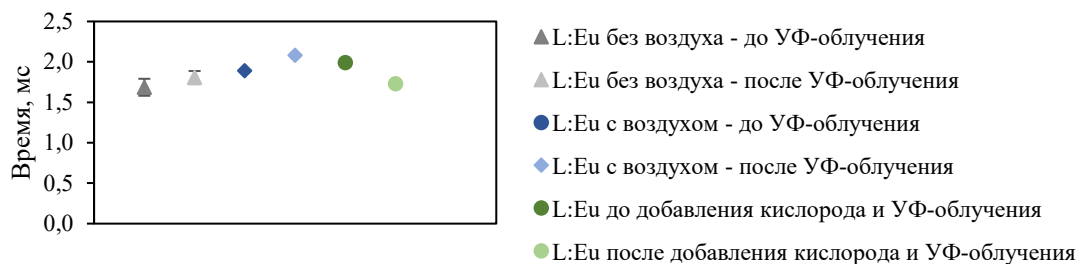 Время, мс
2,5
2,0
1,5
1,0
0,5
0,0
L:Eu без воздуха - до УФ-облучения
L:Eu без воздуха - после УФ-облучения
L:Eu с воздухом - до УФ-облучения
L:Eu с воздухом - после УФ-облучения
L:Eu до добавления кислорода и УФ-облучения
L:Eu после добавления кислорода и УФ-облучения